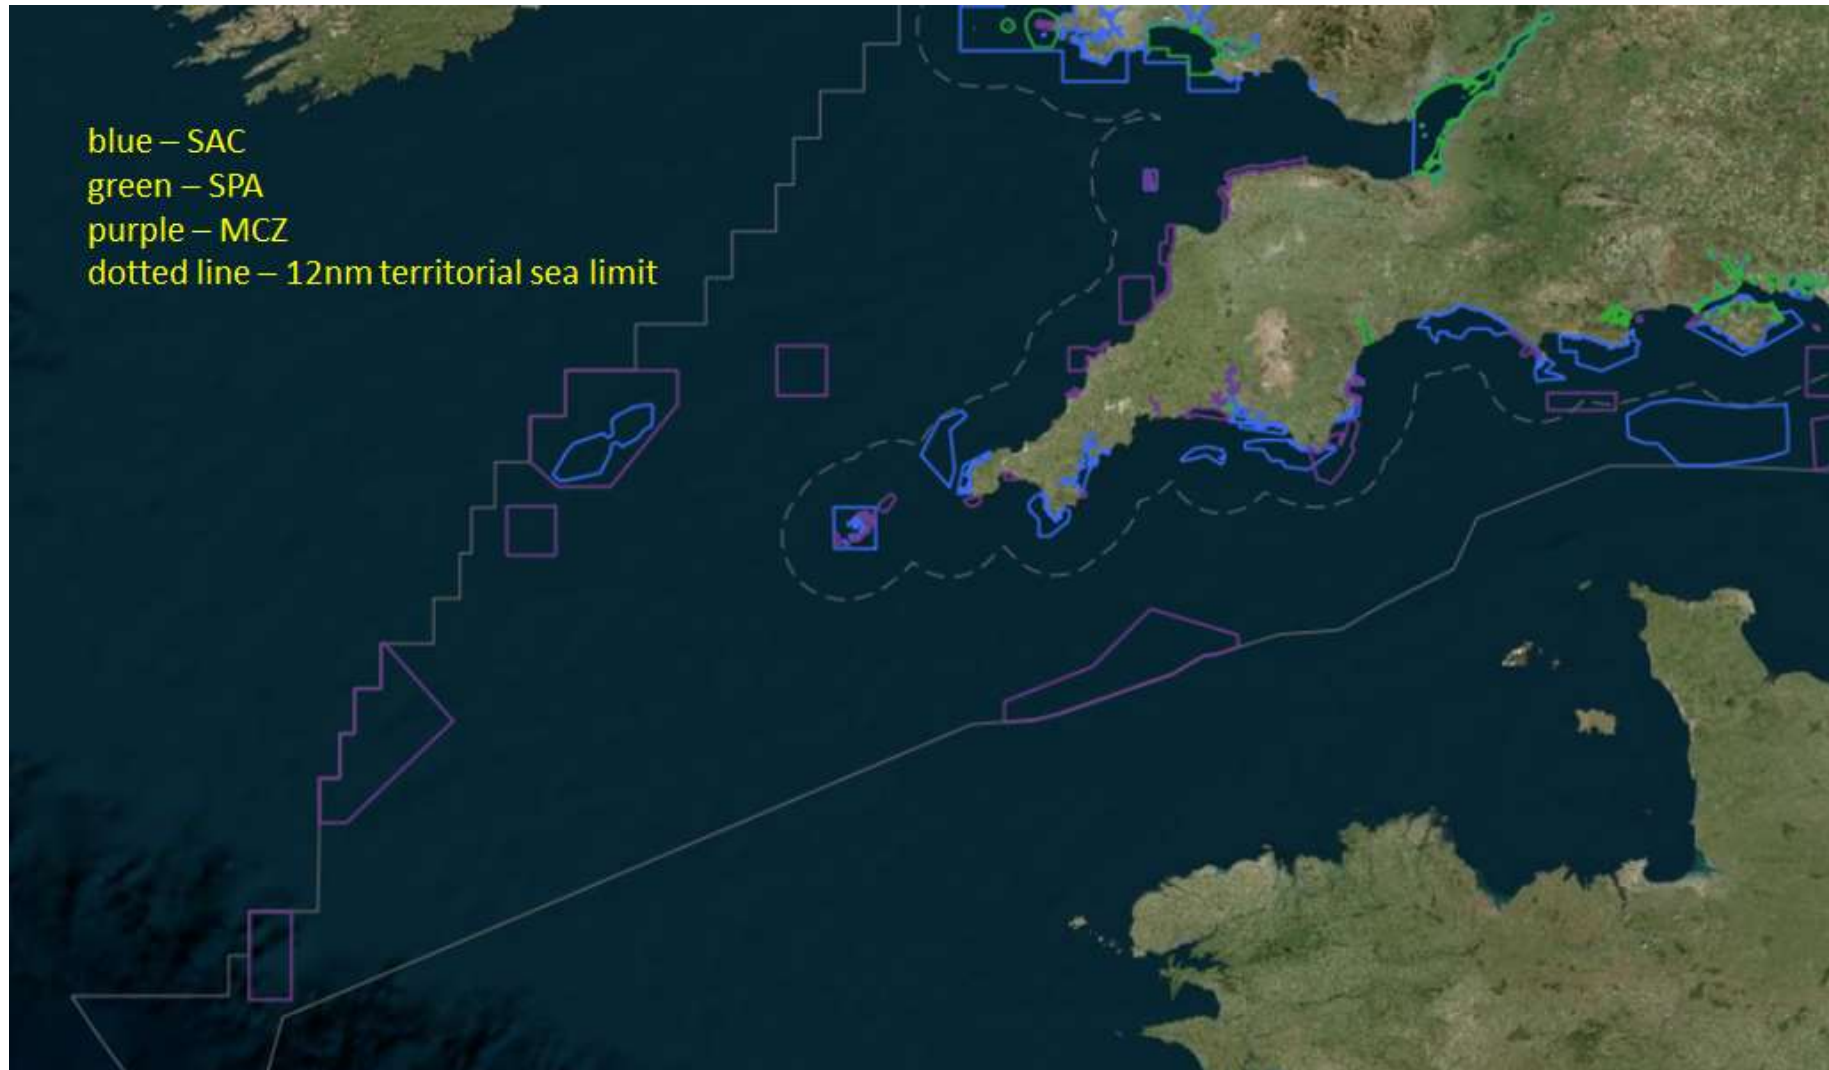 blue – SAC
green – SPA
purple – MCZ
dotted line – 12nm territorial sea limit